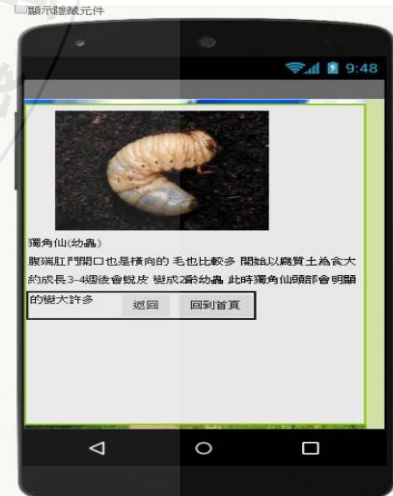 顯示隱藏元件
9:48
獨角仙(幼蟲)
腹端肛門開口也是橫向的 毛也比較多 開始以腐質土為食大
約成長3-4週後會蛻皮 變成2齡幼蟲 此時獨角仙頭部會明顯
的變大許多 返回 回到首頁